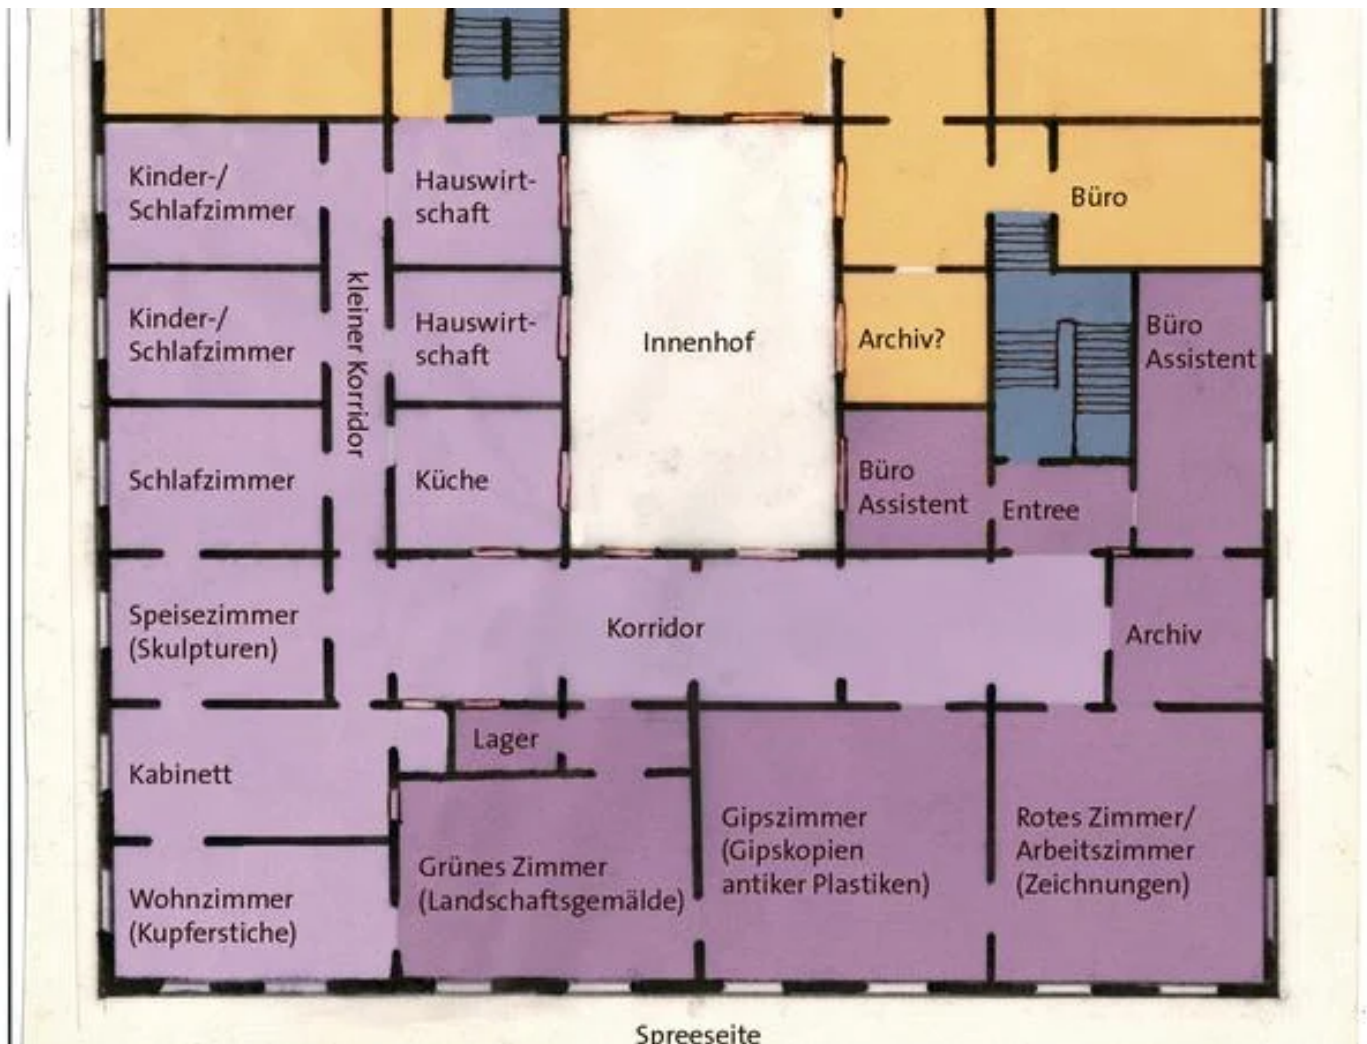 Kinder-/
Schlafzimmer
Hauswirt-
schaft
Büro
Kinder-/
Schlafzimmer
kleiner Korridor
Hauswirt-
schaft
Innenhof
Archiv?
Büro
Assistent
Schlafzimmer
Küche
Büro
Assistent
Entree
Speisezimmer
(Skulpturen)
Korridor
Archiv
Kabinett
Lager
Grünes Zimmer
(Landschaftsgemälde)
Gipszimmer
(Gipskopien
antiker Plastiken)
Rotes Zimmer/
Arbeitszimmer
(Zeichnungen)
Wohnzimmer
(Kupferstiche)
Spreeseite